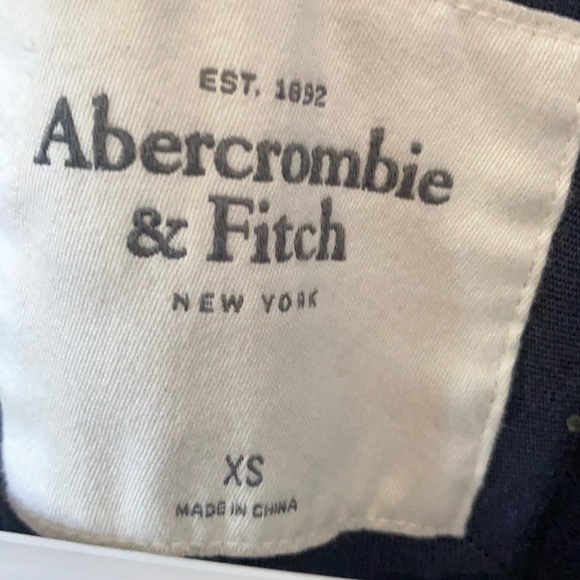 EST. 1892
Abercrombie
& Fitch
NEW YORK
XS
MADE IN CHINA